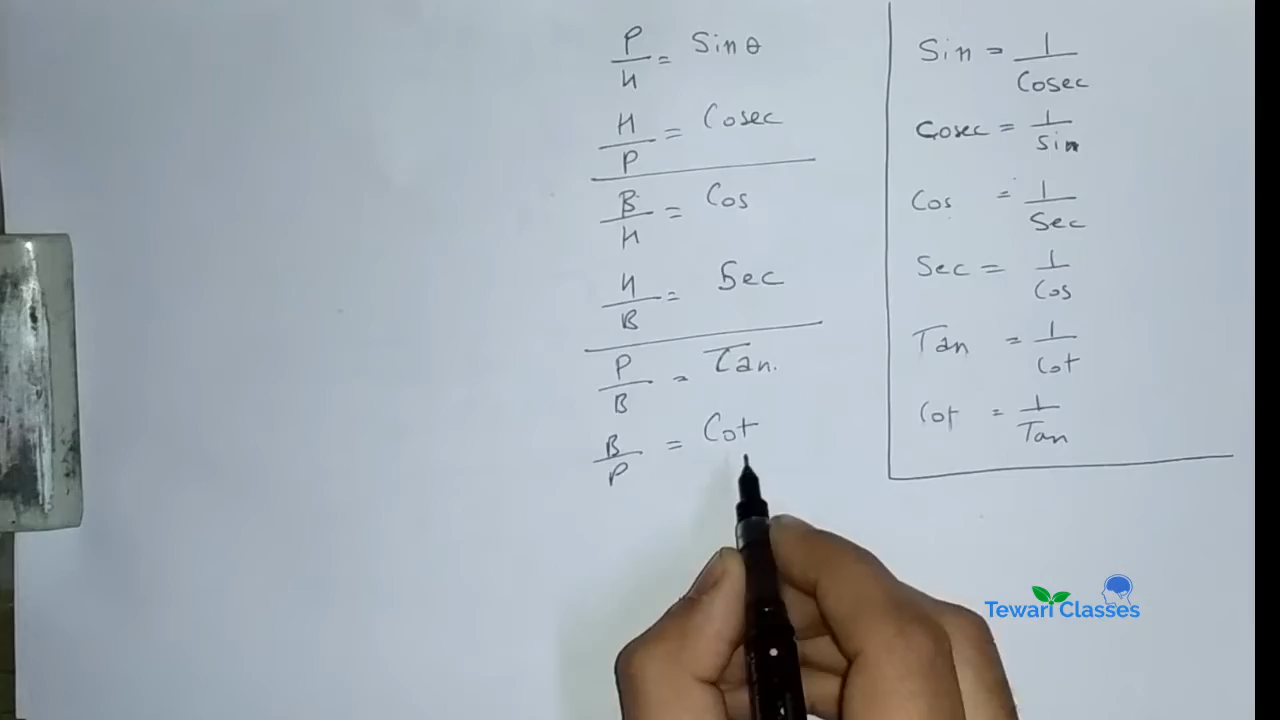 P/H = Sin θ
H/P = Cosec
B/H = Cos
H/B = Sec
P/B = Tan.
B/P = Cot
Sin = 1/Cosec
Cosec = 1/Sin
Cos = 1/Sec
Sec = 1/Cos
Tan = 1/Cot
Cot = 1/Tan
Tewari Classes